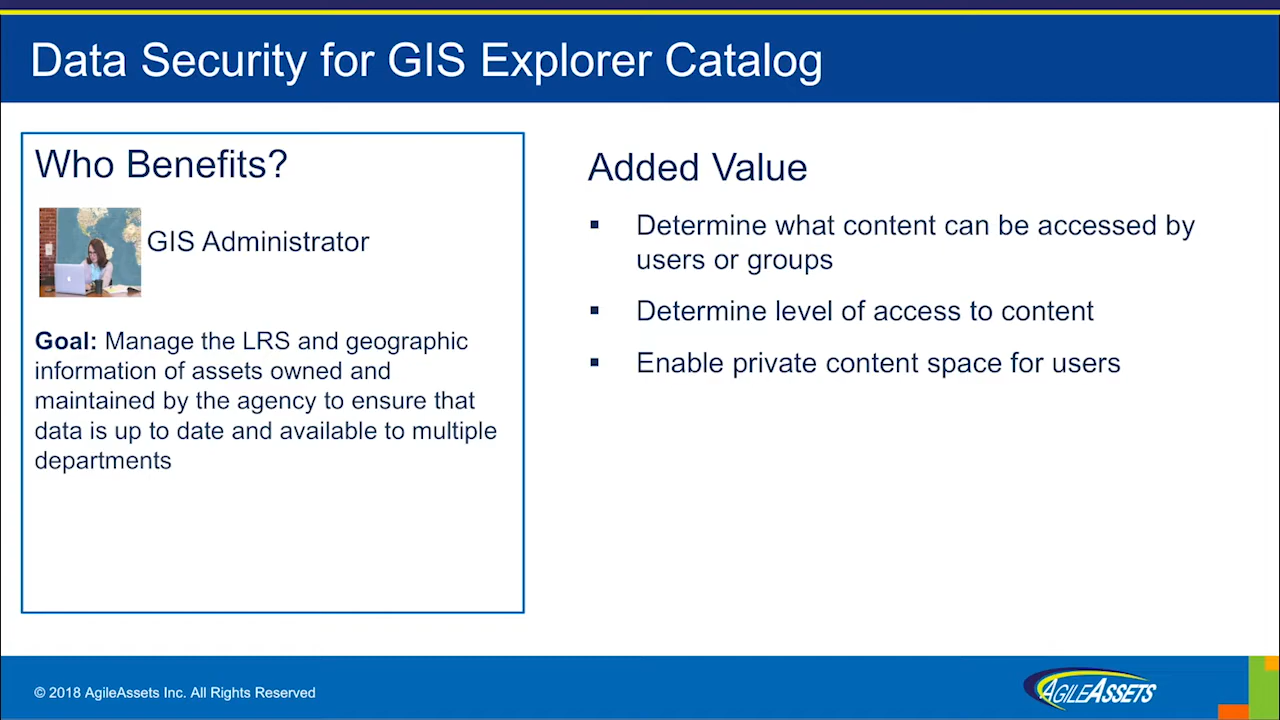 Data Security for GIS Explorer Catalog
Who Benefits?
GIS Administrator
Goal: Manage the LRS and geographic
information of assets owned and
maintained by the agency to ensure that
data is up to date and available to multiple
departments
Added Value
▪ Determine what content can be accessed by
users or groups
▪ Determine level of access to content
▪ Enable private content space for users
© 2018 AgileAssets Inc. All Rights Reserved
AGILEASSETS